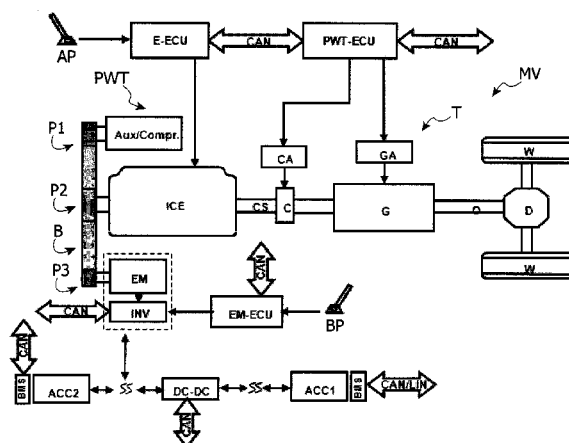 E-ECU
CAN
PWT-ECU
CAN
AP
PWT
MV
P1
Aux/Compr.
T
CA
GA
W
P2
ICE
CS
C
G
O
D
B
W
P3
EM
CAN
CAN
INV
EM-ECU
BP
CAN
BMS
ACC2
SS
DC-DC
SS
ACC1
BMS
CAN/LIN
CAN